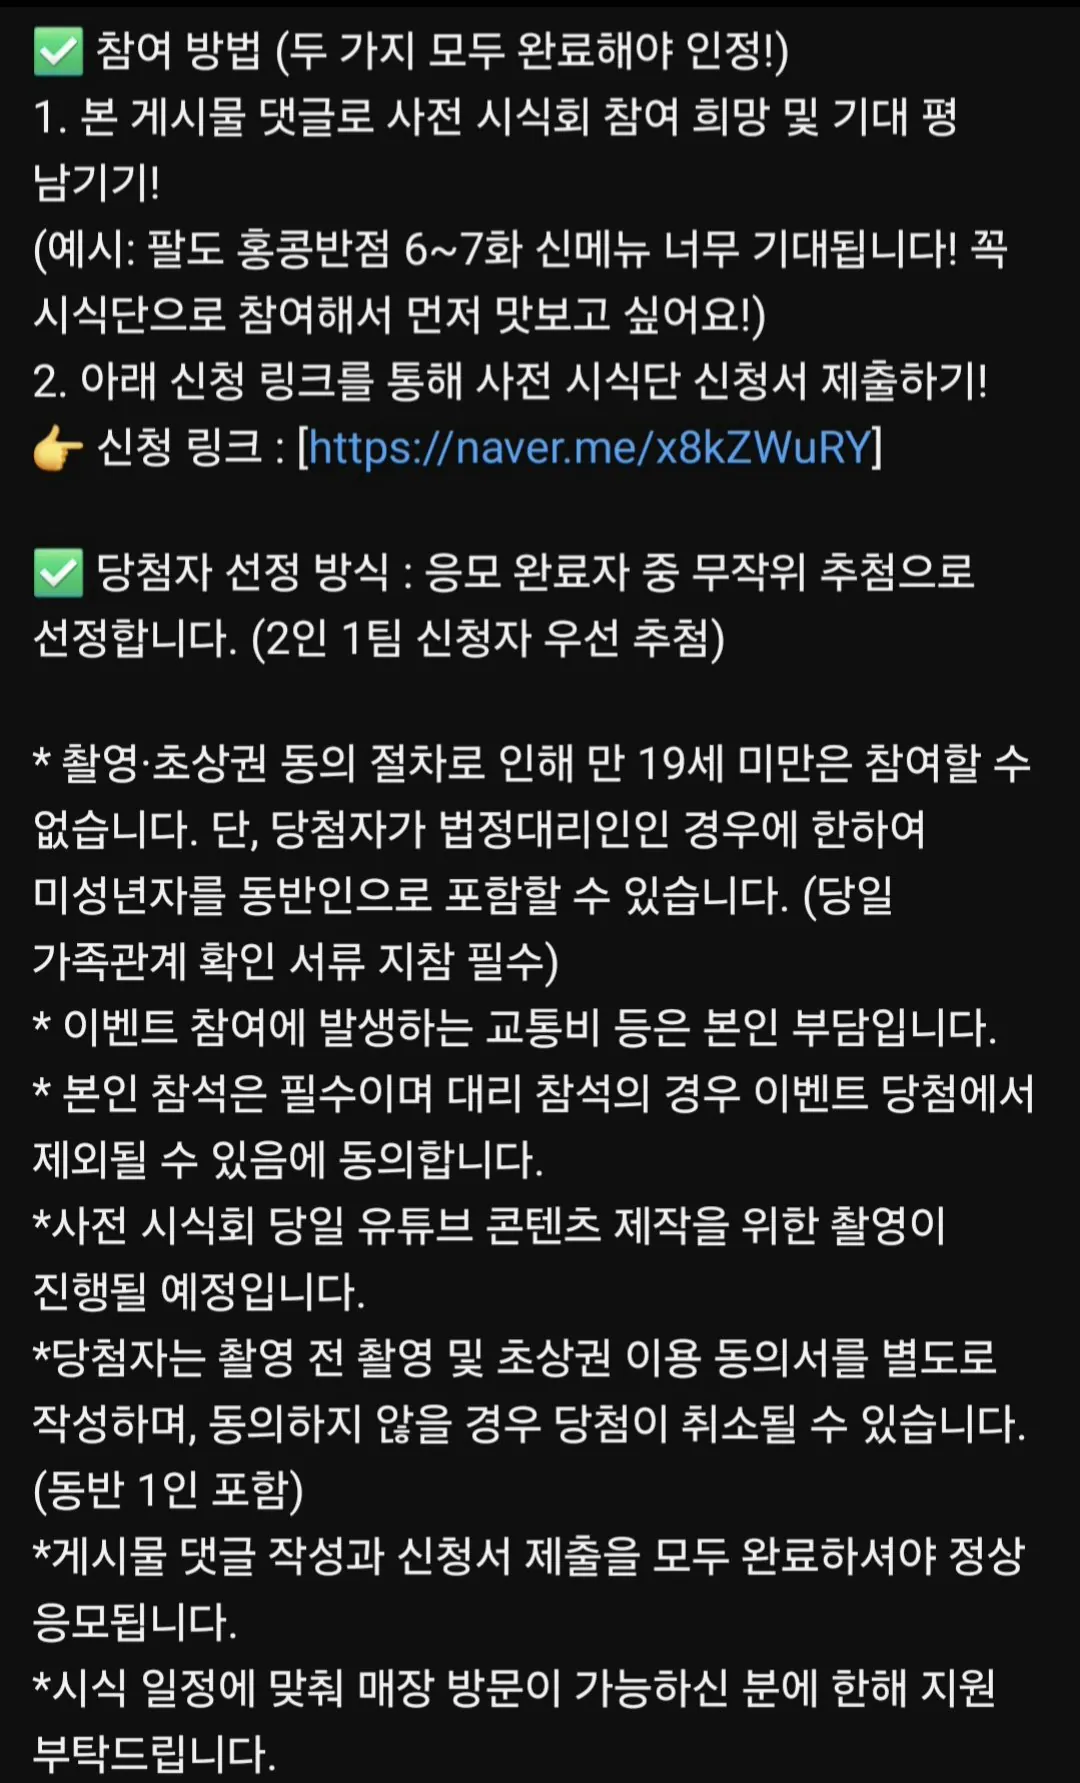 ✅ 참여 방법 (두 가지 모두 완료해야 인정!)
1. 본 게시물 댓글로 사전 시식회 참여 희망 및 기대 평
남기기!
(예시: 팔도 홍콩반점 6~7화 신메뉴 너무 기대됩니다! 꼭
시식단으로 참여해서 먼저 맛보고 싶어요!)
2. 아래 신청 링크를 통해 사전 시식단 신청서 제출하기!
👉 신청 링크 : [https://naver.me/x8kZWuRY]
✅ 당첨자 선정 방식 : 응모 완료자 중 무작위 추첨으로
선정합니다. (2인 1팀 신청자 우선 추첨)
* 촬영·초상권 동의 절차로 인해 만 19세 미만은 참여할 수
없습니다. 단, 당첨자가 법정대리인인 경우에 한하여
미성년자를 동반인으로 포함할 수 있습니다. (당일
가족관계 확인 서류 지참 필수)
* 이벤트 참여에 발생하는 교통비 등은 본인 부담입니다.
* 본인 참석은 필수이며 대리 참석의 경우 이벤트 당첨에서
제외될 수 있음에 동의합니다.
*사전 시식회 당일 유튜브 콘텐츠 제작을 위한 촬영이
진행될 예정입니다.
*당첨자는 촬영 전 촬영 및 초상권 이용 동의서를 별도로
작성하며, 동의하지 않을 경우 당첨이 취소될 수 있습니다.
(동반 1인 포함)
*게시물 댓글 작성과 신청서 제출을 모두 완료하셔야 정상
응모됩니다.
*시식 일정에 맞춰 매장 방문이 가능하신 분에 한해 지원
부탁드립니다.